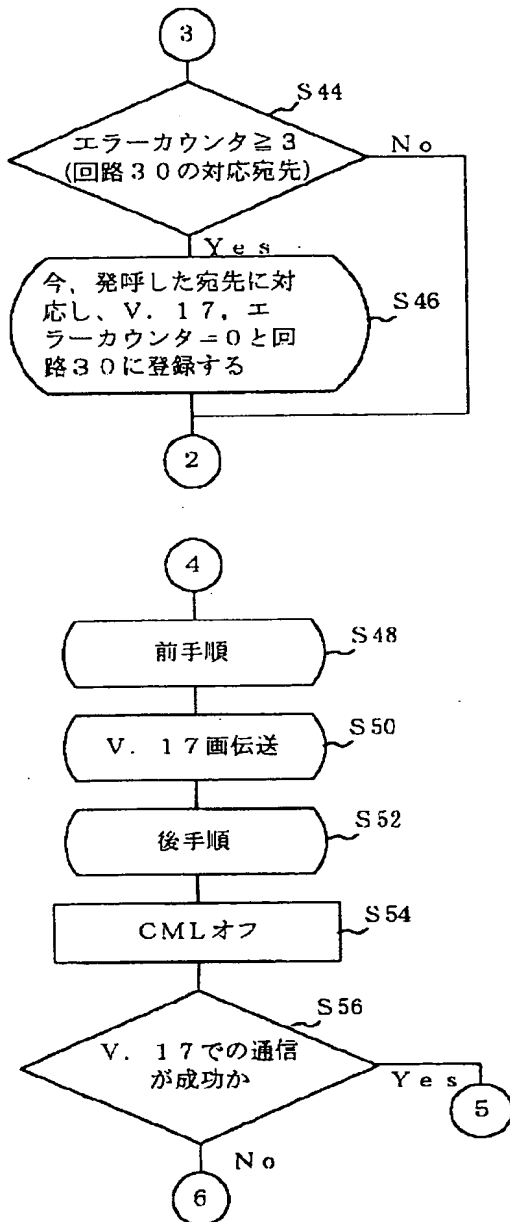 3
S44
エラーカウンタ≧3
(回路30の対応宛先)
No
Yes
今、発呼した宛先に対
応し、V．17，エ
ラーカウンタ＝0と回
路30に登録する
S46
2
4
前手順
S48
V．17画伝送
S50
後手順
S52
CMLオフ
S54
S56
V．17での通信
が成功か
Yes
5
No
6